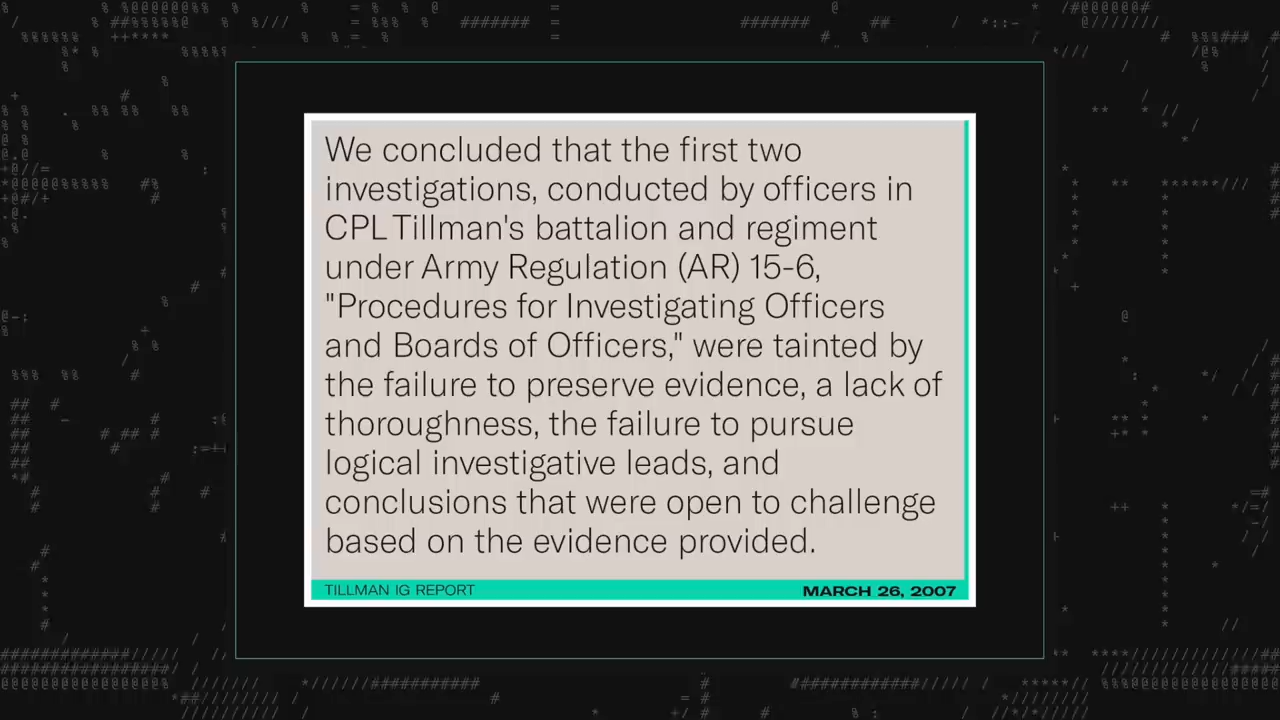 We concluded that the first two
investigations, conducted by officers in
CPL Tillman's battalion and regiment
under Army Regulation (AR) 15-6,
"Procedures for Investigating Officers
and Boards of Officers," were tainted by
the failure to preserve evidence, a lack of
thoroughness, the failure to pursue
logical investigative leads, and
conclusions that were open to challenge
based on the evidence provided.
TILLMAN IG REPORT
MARCH 26, 2007